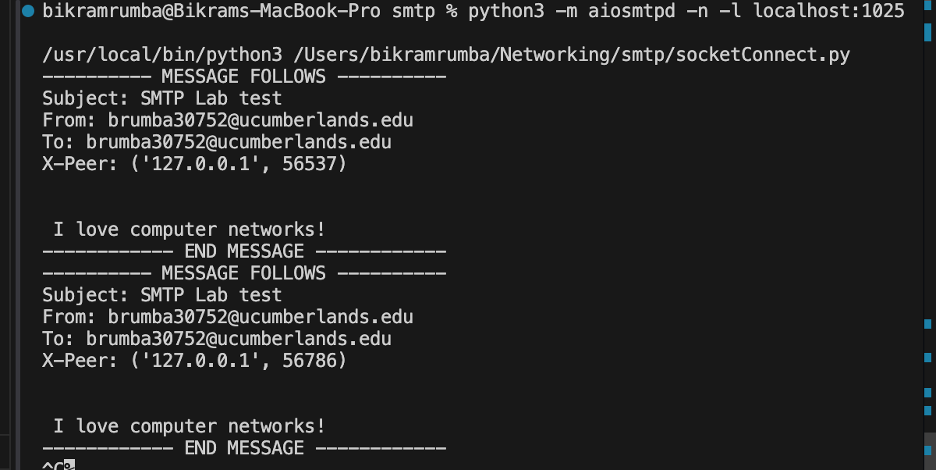 bikramrumba@Bikrams-MacBook-Pro smtp % python3 -m aiosmtpd -n -l localhost:1025
/usr/local/bin/python3 /Users/bikramrumba/Networking/smtp/socketConnect.py
---------- MESSAGE FOLLOWS ----------
Subject: SMTP Lab test
From: brumba30752@ucumberlands.edu
To: brumba30752@ucumberlands.edu
X-Peer: ('127.0.0.1', 56537)
I love computer networks!
------------ END MESSAGE ------------
---------- MESSAGE FOLLOWS ----------
Subject: SMTP Lab test
From: brumba30752@ucumberlands.edu
To: brumba30752@ucumberlands.edu
X-Peer: ('127.0.0.1', 56786)
I love computer networks!
------------ END MESSAGE ------------
^C%